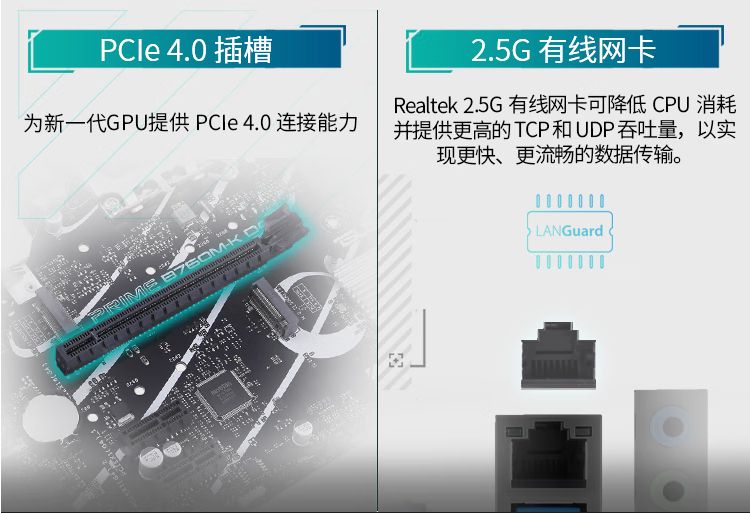 PCIe 4.0 插槽
为新一代GPU提供 PCIe 4.0 连接能力
PRIME B760M-K D
2.5G 有线网卡
Realtek 2.5G 有线网卡可降低 CPU 消耗
并提供更高的 TCP 和 UDP 吞吐量，以实
现更快、更流畅的数据传输。
LANGuard